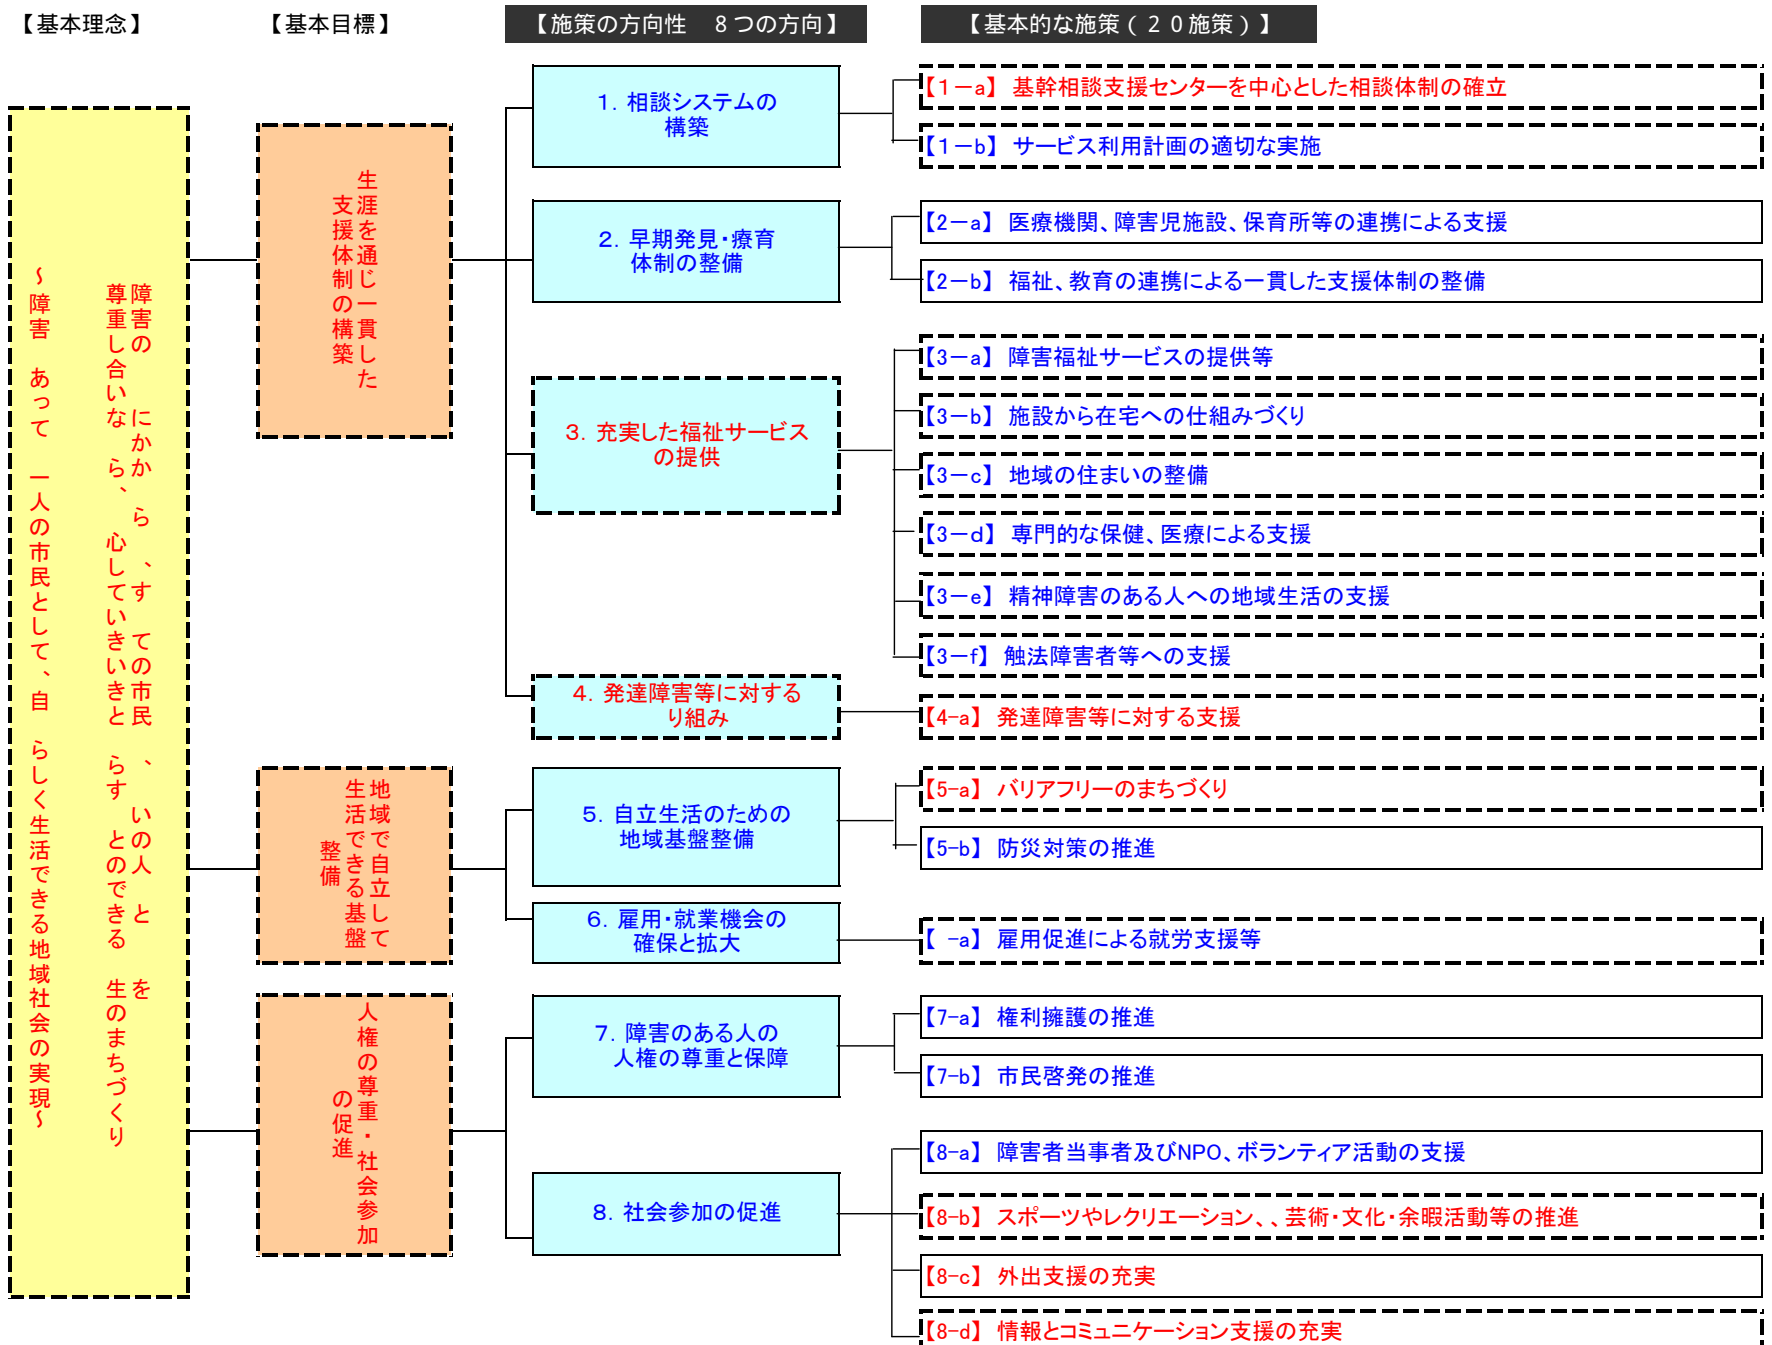 【基本理念】
【基本目標】
【施策の方向性　8つの方向】
【基本的な施策(20施策)】
障害の　にかから、すての市民、いの人とを
尊重し合いなら、心していきいきとらすとのできる生のまちづくり
～障害あって一人の市民として、自らしく生活できる地域社会の実現～
生涯を通じ一貫した
支援体制の構築
地域で自立して
生活できる基盤
整備
人権の尊重・社会参加
の促進
1．相談システムの
構築
2．早期発見・療育
体制の整備
3．充実した福祉サービス
の提供
4．発達障害等に対する
り組み
5．自立生活のための
地域基盤整備
6．雇用・就業機会の
確保と拡大
7．障害のある人の
人権の尊重と保障
8．社会参加の促進
【1－a】 基幹相談支援センターを中心とした相談体制の確立
【1－b】 サービス利用計画の適切な実施
【2－a】 医療機関、障害児施設、保育所等の連携による支援
【2－b】 福祉、教育の連携による一貫した支援体制の整備
【3－a】 障害福祉サービスの提供等
【3－b】 施設から在宅への仕組みづくり
【3－c】 地域の住まいの整備
【3－d】 専門的な保健、医療による支援
【3－e】 精神障害のある人への地域生活の支援
【3－f】 触法障害者等への支援
【4-a】 発達障害等に対する支援
【5-a】 バリアフリーのまちづくり
【5-b】 防災対策の推進
【 -a】 雇用促進による就労支援等
【7-a】 権利擁護の推進
【7-b】 市民啓発の推進
【8-a】 障害者当事者及びNPO、ボランティア活動の支援
【8-b】 スポーツやレクリエーション、、芸術・文化・余暇活動等の推進
【8-c】 外出支援の充実
【8-d】 情報とコミュニケーション支援の充実